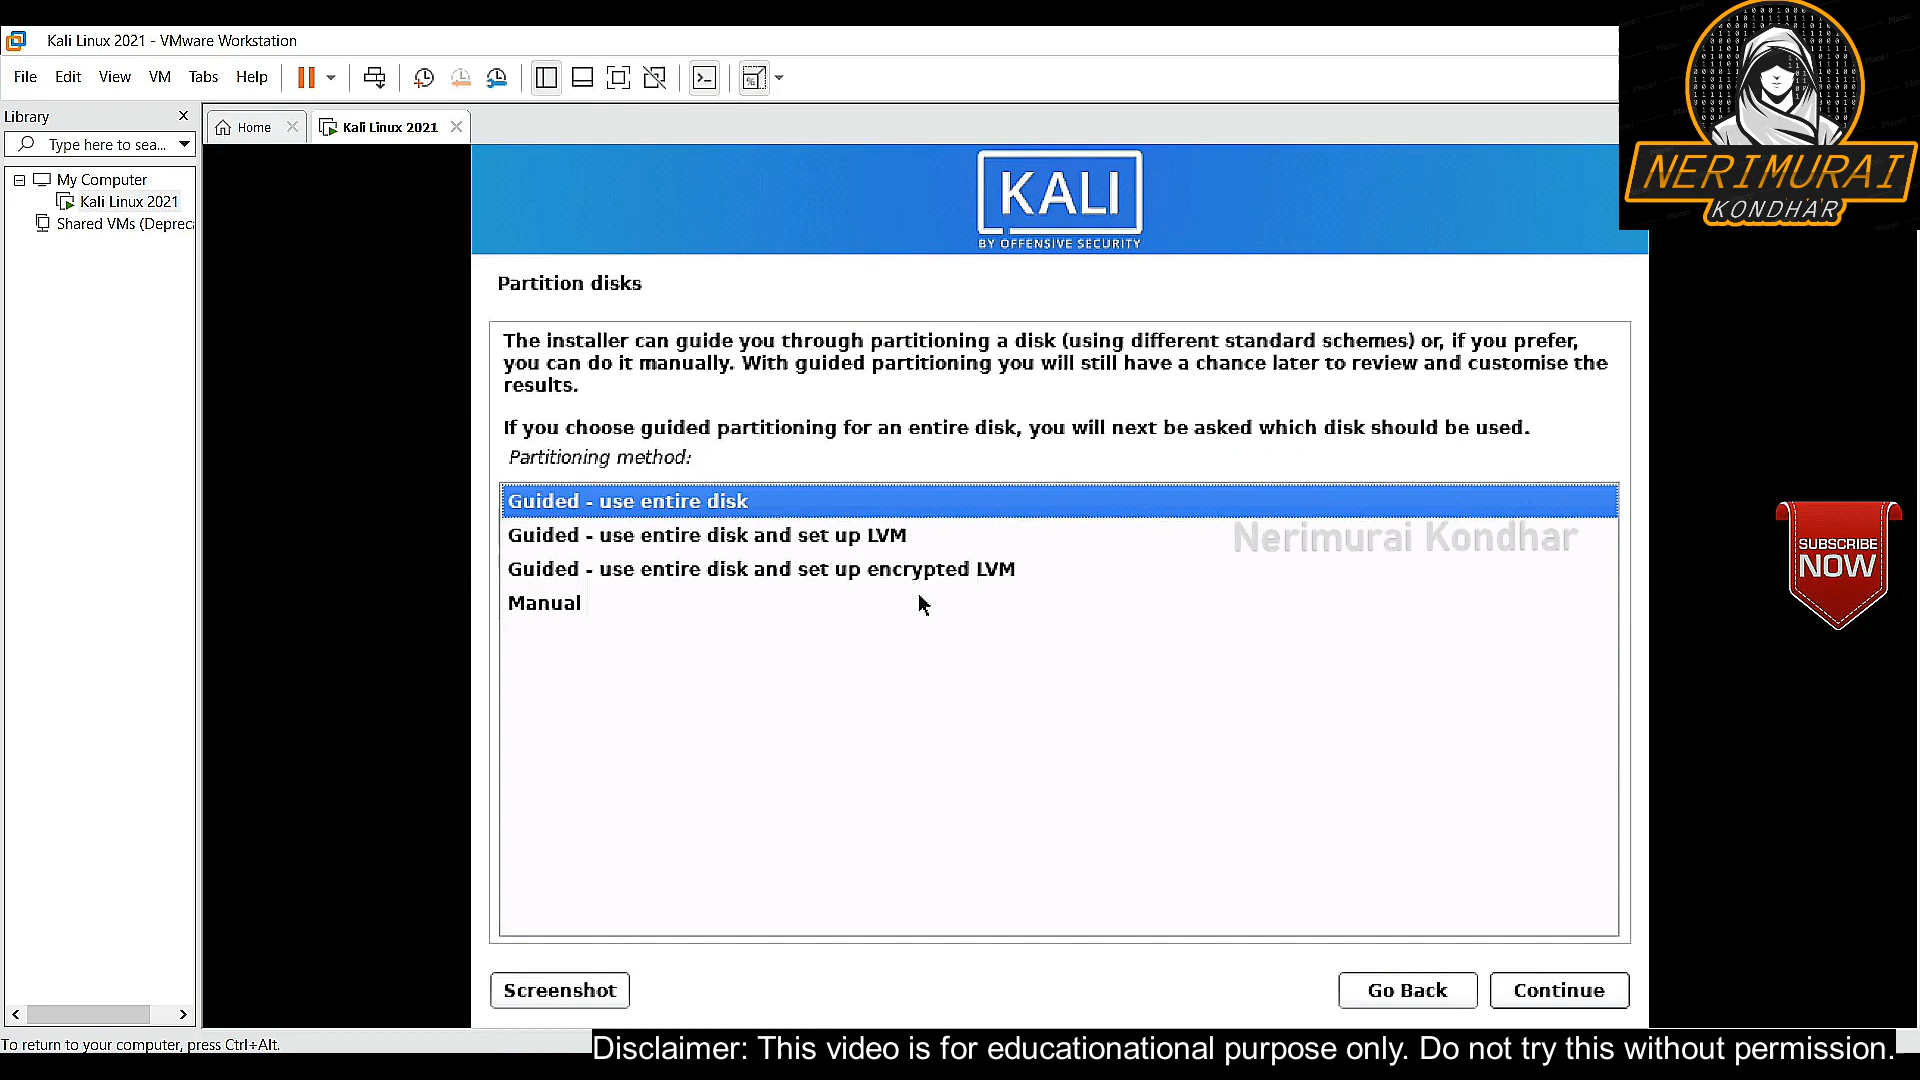 Kali Linux 2021 - VMware Workstation
File Edit View VM Tabs Help
Library
Type here to sea...
My Computer
Kali Linux 2021
Shared VMs (Depreca
Home
Kali Linux 2021
KALI
BY OFFENSIVE SECURITY
NERIMURAI
KONDHAR
Partition disks
The installer can guide you through partitioning a disk (using different standard schemes) or, if you prefer,
you can do it manually. With guided partitioning you will still have a chance later to review and customise the
results.
If you choose guided partitioning for an entire disk, you will next be asked which disk should be used.
Partitioning method:
Guided - use entire disk
Guided - use entire disk and set up LVM
Nerimurai Kondhar
Guided - use entire disk and set up encrypted LVM
Manual
SUBSCRIBE
NOW
Screenshot
Go Back
Continue
To return to your computer, press Ctrl+Alt.
Disclaimer: This video is for educationational purpose only. Do not try this without permission.